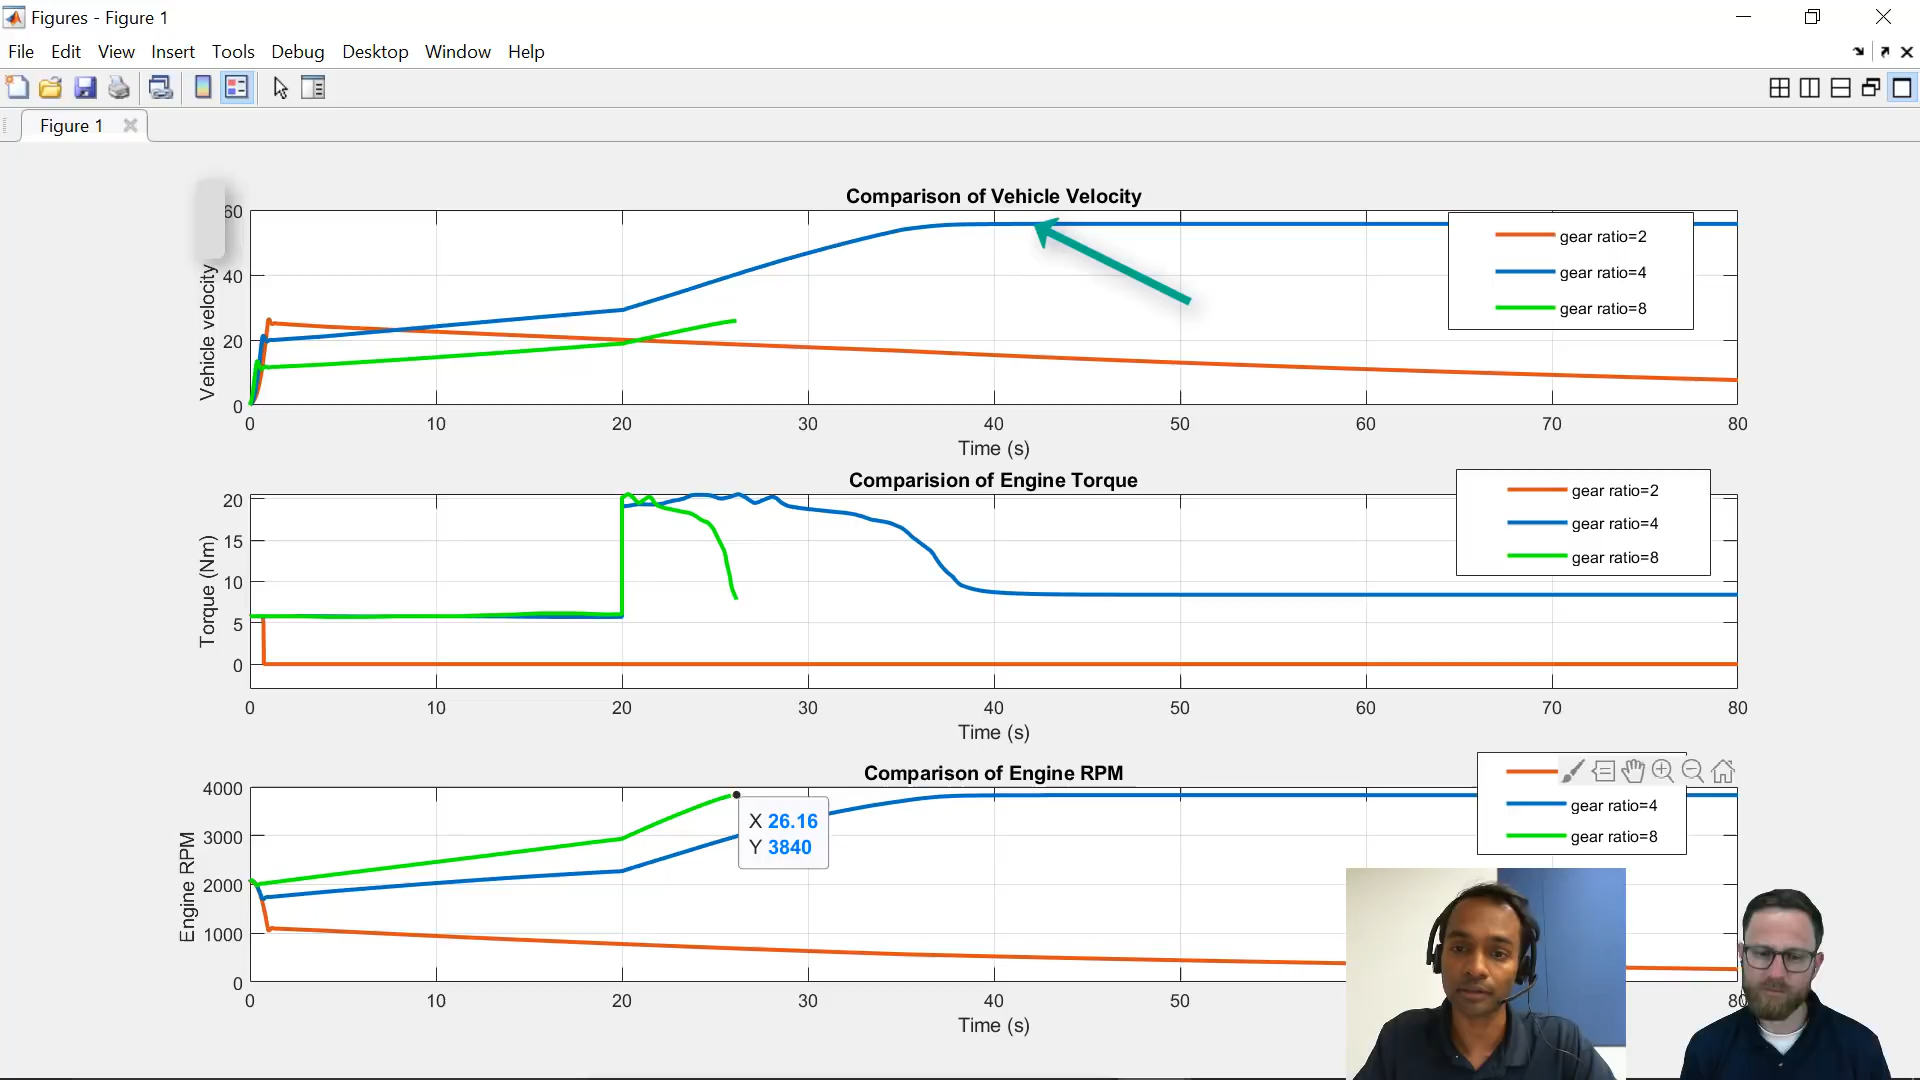 Figures - Figure 1
File Edit View Insert Tools Debug Desktop Window Help
Figure 1
Comparison of Vehicle Velocity
60
40
20
0
Vehicle velocity
0 10 20 30 40 50 60 70 80
Time (s)
gear ratio=2
gear ratio=4
gear ratio=8
Comparision of Engine Torque
20
15
10
5
0
Torque (Nm)
0 10 20 30 40 50 60 70 80
Time (s)
gear ratio=2
gear ratio=4
gear ratio=8
Comparison of Engine RPM
4000
3000
2000
1000
0
Engine RPM
X 26.16
Y 3840
0 10 20 30 40 50 80
Time (s)
gear ratio=4
gear ratio=8